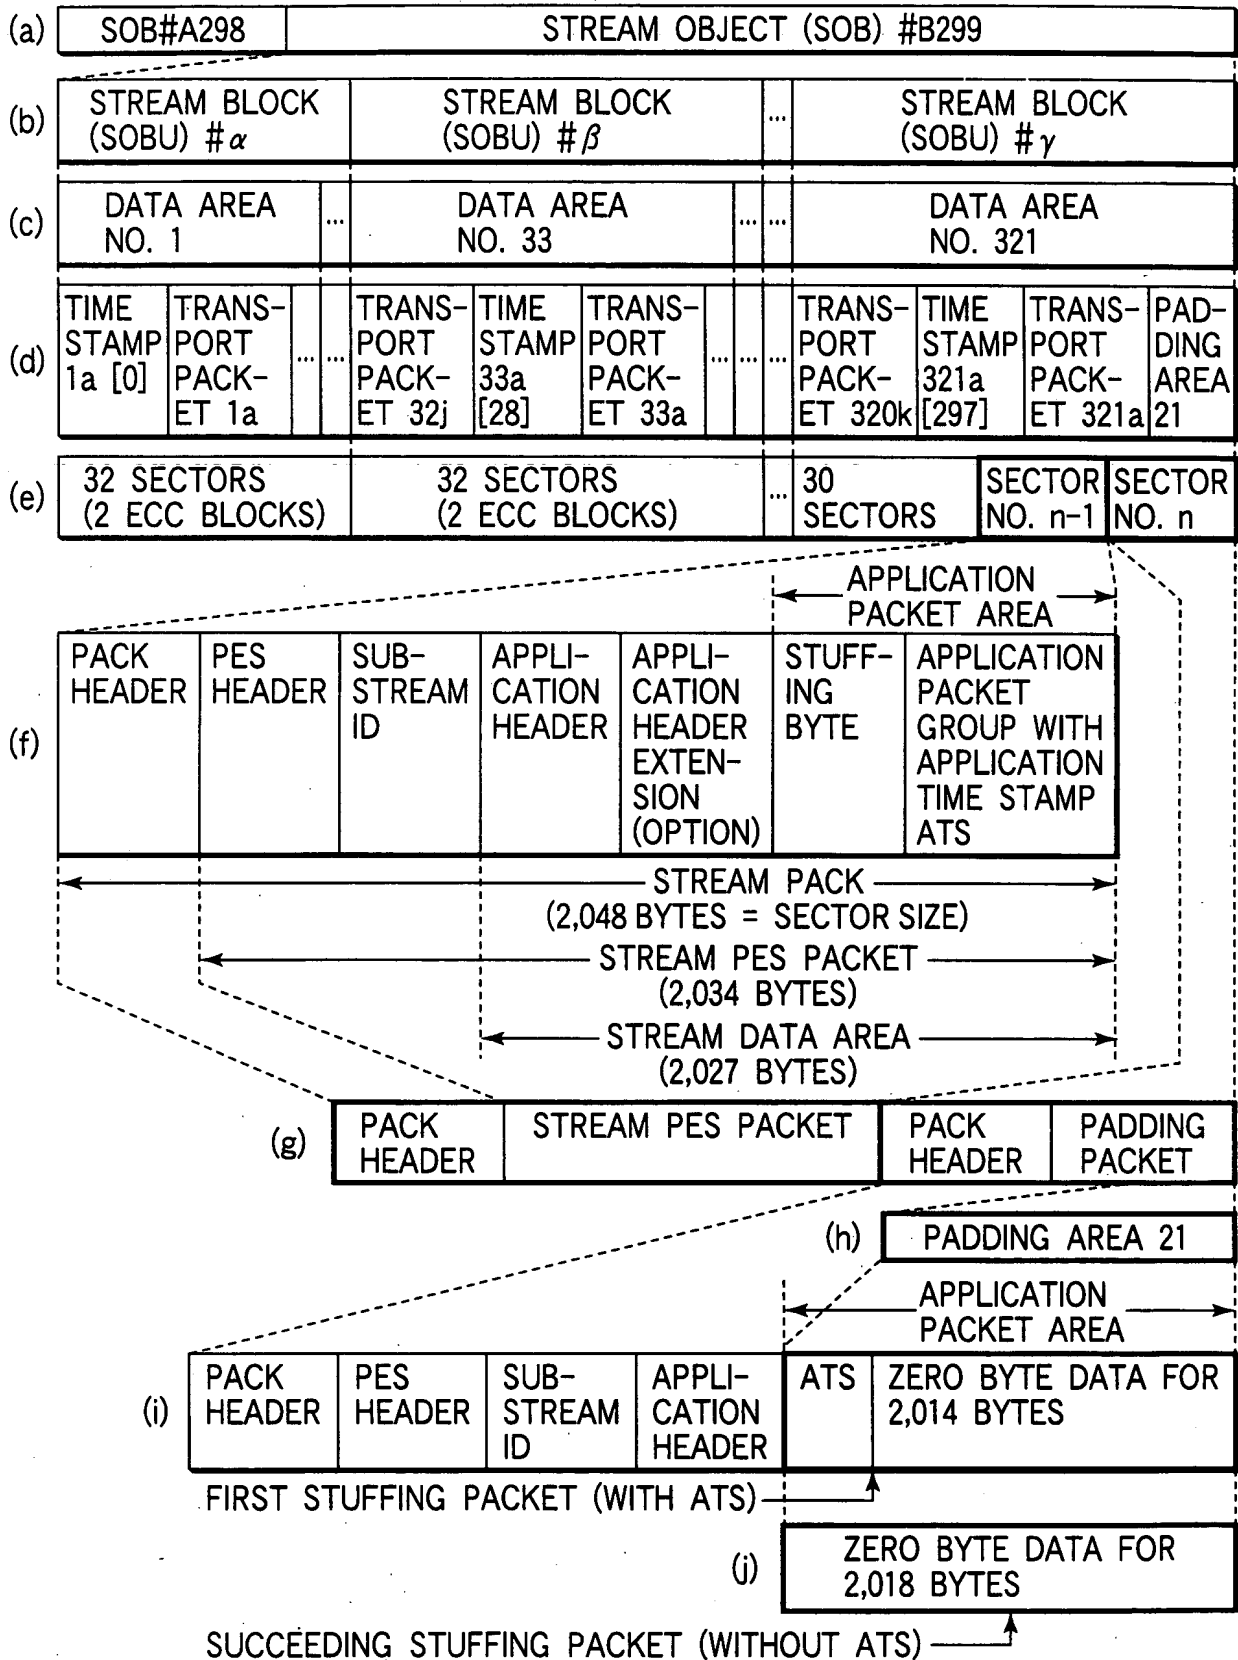 (a)
SOB#A298
STREAM OBJECT (SOB) #B299
(b)
STREAM BLOCK
(SOBU) #α
STREAM BLOCK
(SOBU) #β
...
STREAM BLOCK
(SOBU) #γ
(c)
DATA AREA
NO. 1
...
DATA AREA
NO. 33
... ...
DATA AREA
NO. 321
(d)
TIME
STAMP
1a [0]
TRANS-
PORT
PACK-
ET 1a
... ...
TRANS-
PORT
PACK-
ET 32j
TIME
STAMP
33a
[28]
TRANS-
PORT
PACK-
ET 33a
... ... ...
TRANS-
PORT
PACK-
ET 320k
TIME
STAMP
321a
[297]
TRANS-
PORT
PACK-
ET 321a
PAD-
DING
AREA
21
(e)
32 SECTORS
(2 ECC BLOCKS)
32 SECTORS
(2 ECC BLOCKS)
...
30
SECTORS
SECTOR
NO. n-1
SECTOR
NO. n
APPLICATION
PACKET AREA
(f)
PACK
HEADER
PES
HEADER
SUB-
STREAM
ID
APPLI-
CATION
HEADER
APPLI-
CATION
HEADER
EXTEN-
SION
(OPTION)
STUFF-
ING
BYTE
APPLICATION
PACKET
GROUP WITH
APPLICATION
TIME STAMP
ATS
STREAM PACK
(2,048 BYTES = SECTOR SIZE)
STREAM PES PACKET
(2,034 BYTES)
STREAM DATA AREA
(2,027 BYTES)
(g)
PACK
HEADER
STREAM PES PACKET
PACK
HEADER
PADDING
PACKET
(h)
PADDING AREA 21
APPLICATION
PACKET AREA
(i)
PACK
HEADER
PES
HEADER
SUB-
STREAM
ID
APPLI-
CATION
HEADER
ATS
ZERO BYTE DATA FOR
2,014 BYTES
FIRST STUFFING PACKET (WITH ATS)
(j)
ZERO BYTE DATA FOR
2,018 BYTES
SUCCEEDING STUFFING PACKET (WITHOUT ATS)